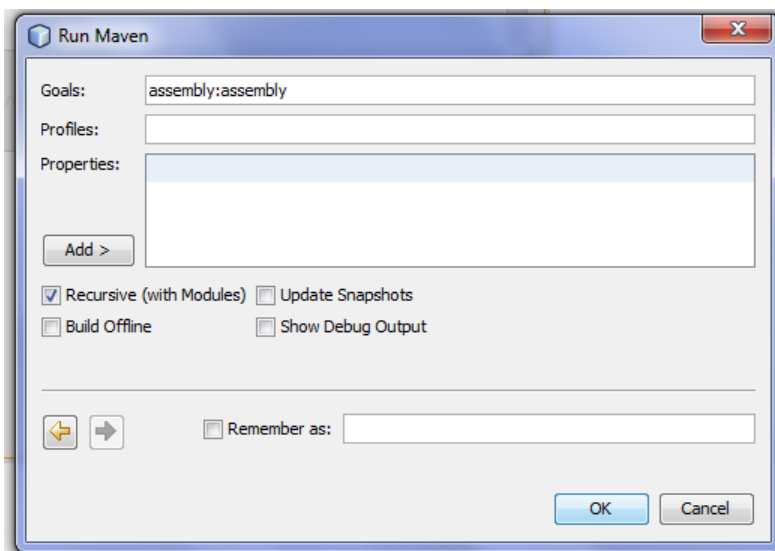 Run Maven
Goals: assembly:assembly
Profiles:
Properties:
Add >
Recursive (with Modules) Update Snapshots
Build Offline Show Debug Output
Remember as:
OK Cancel